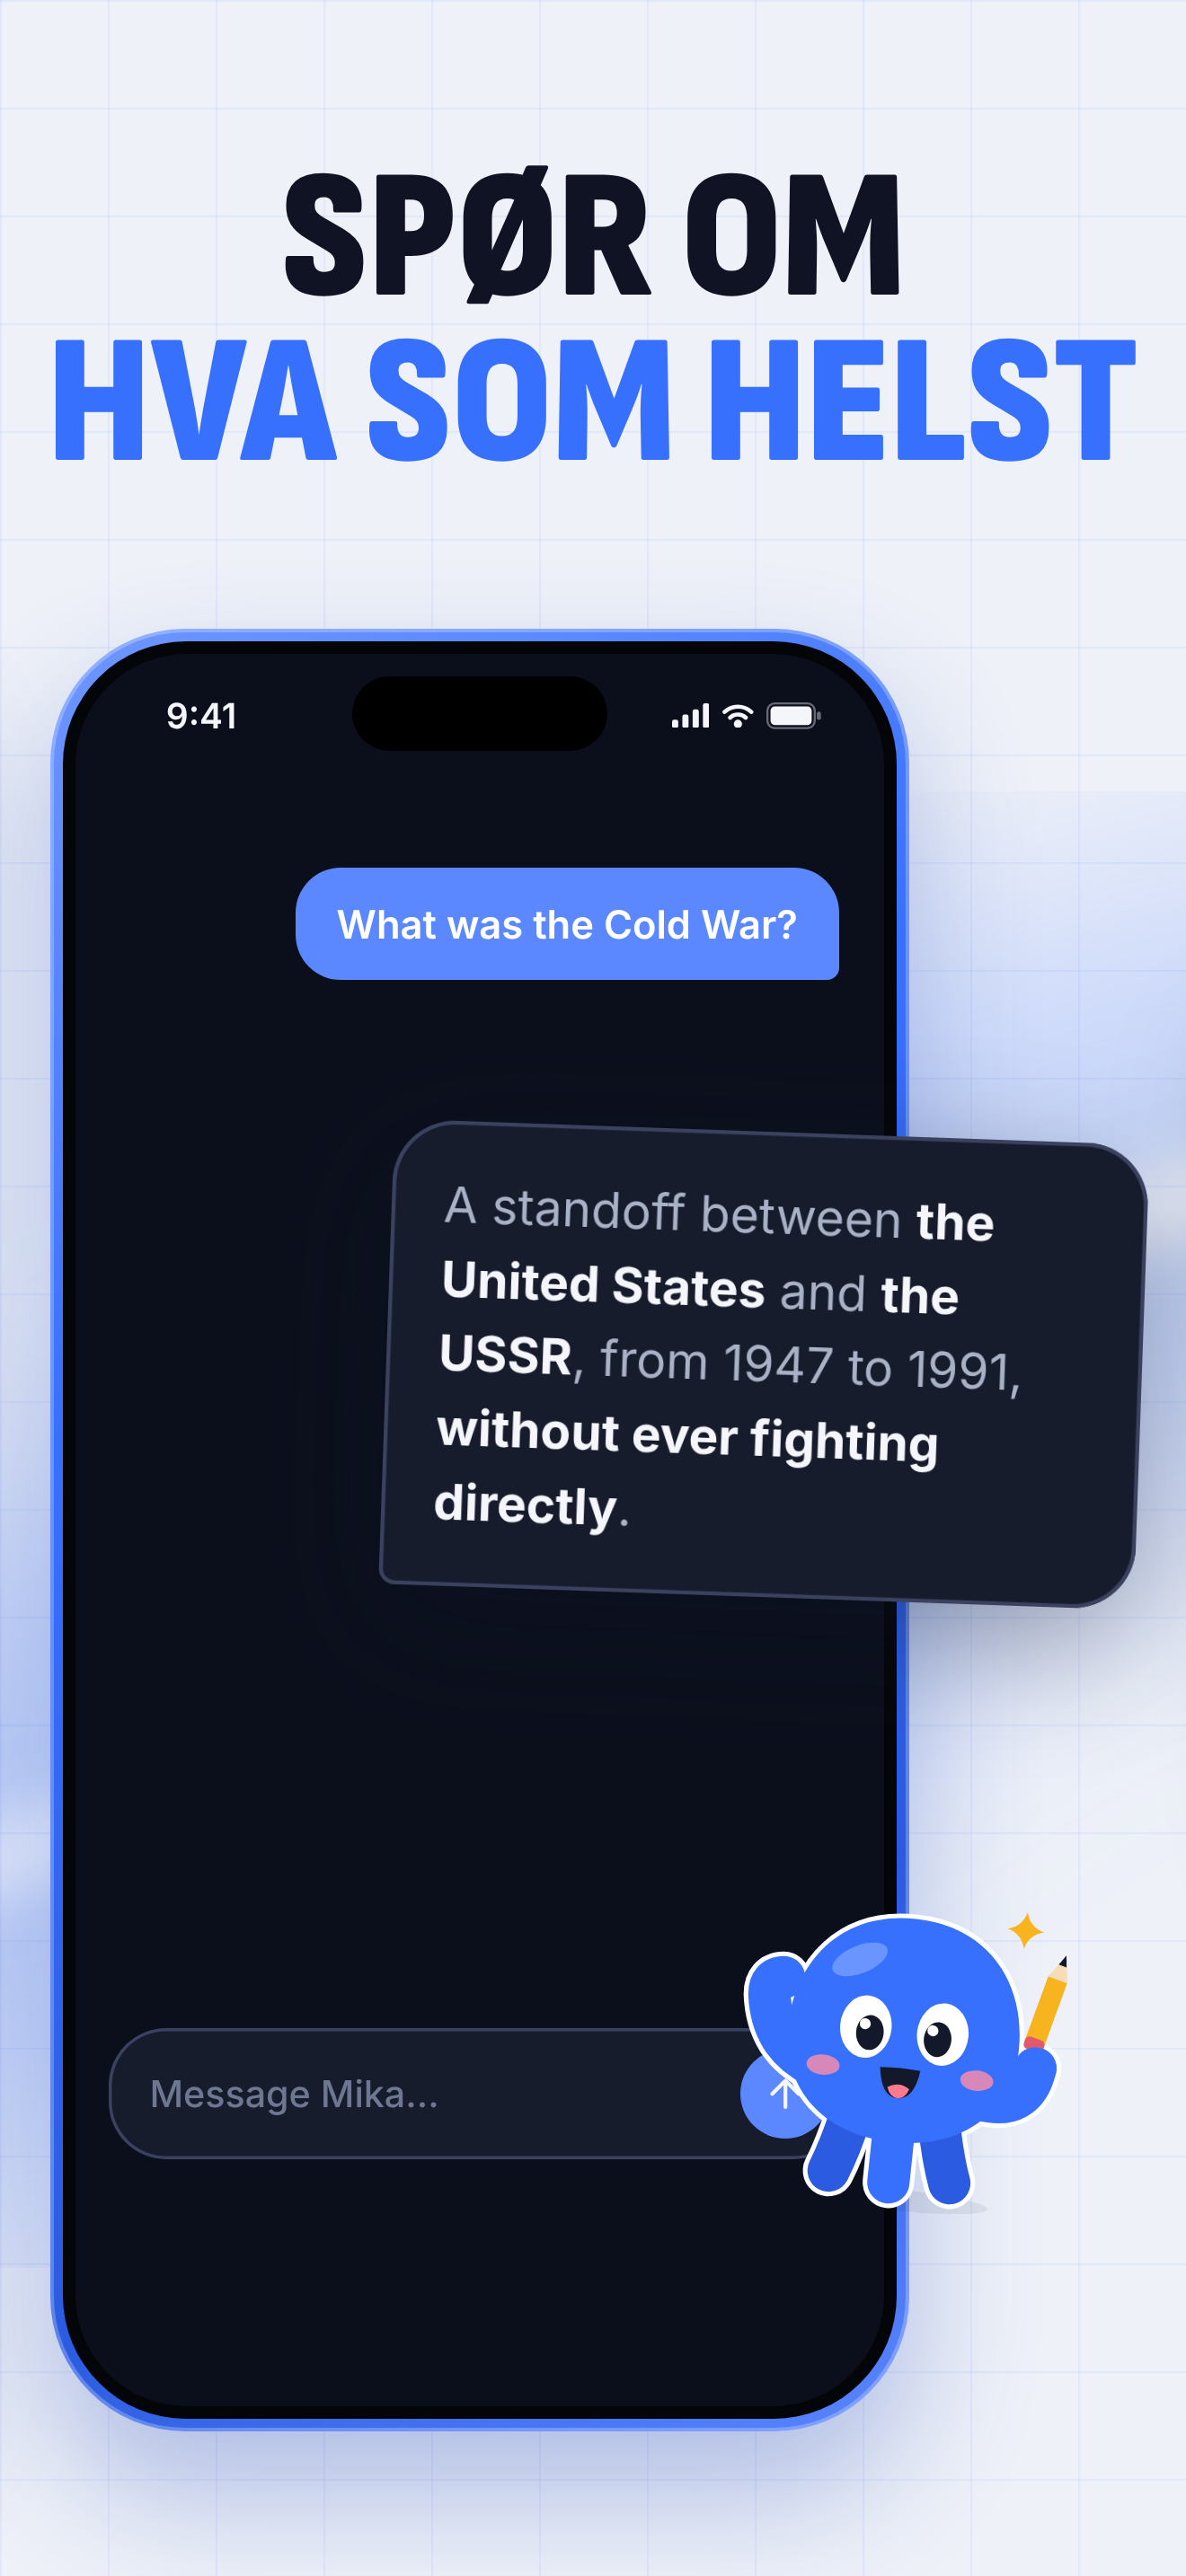 SPØR OM
HVA SOM HELST
9:41
What was the Cold War?
A standoff between the
United States and the
USSR, from 1947 to 1991,
without ever fighting
directly.
Message Mika...